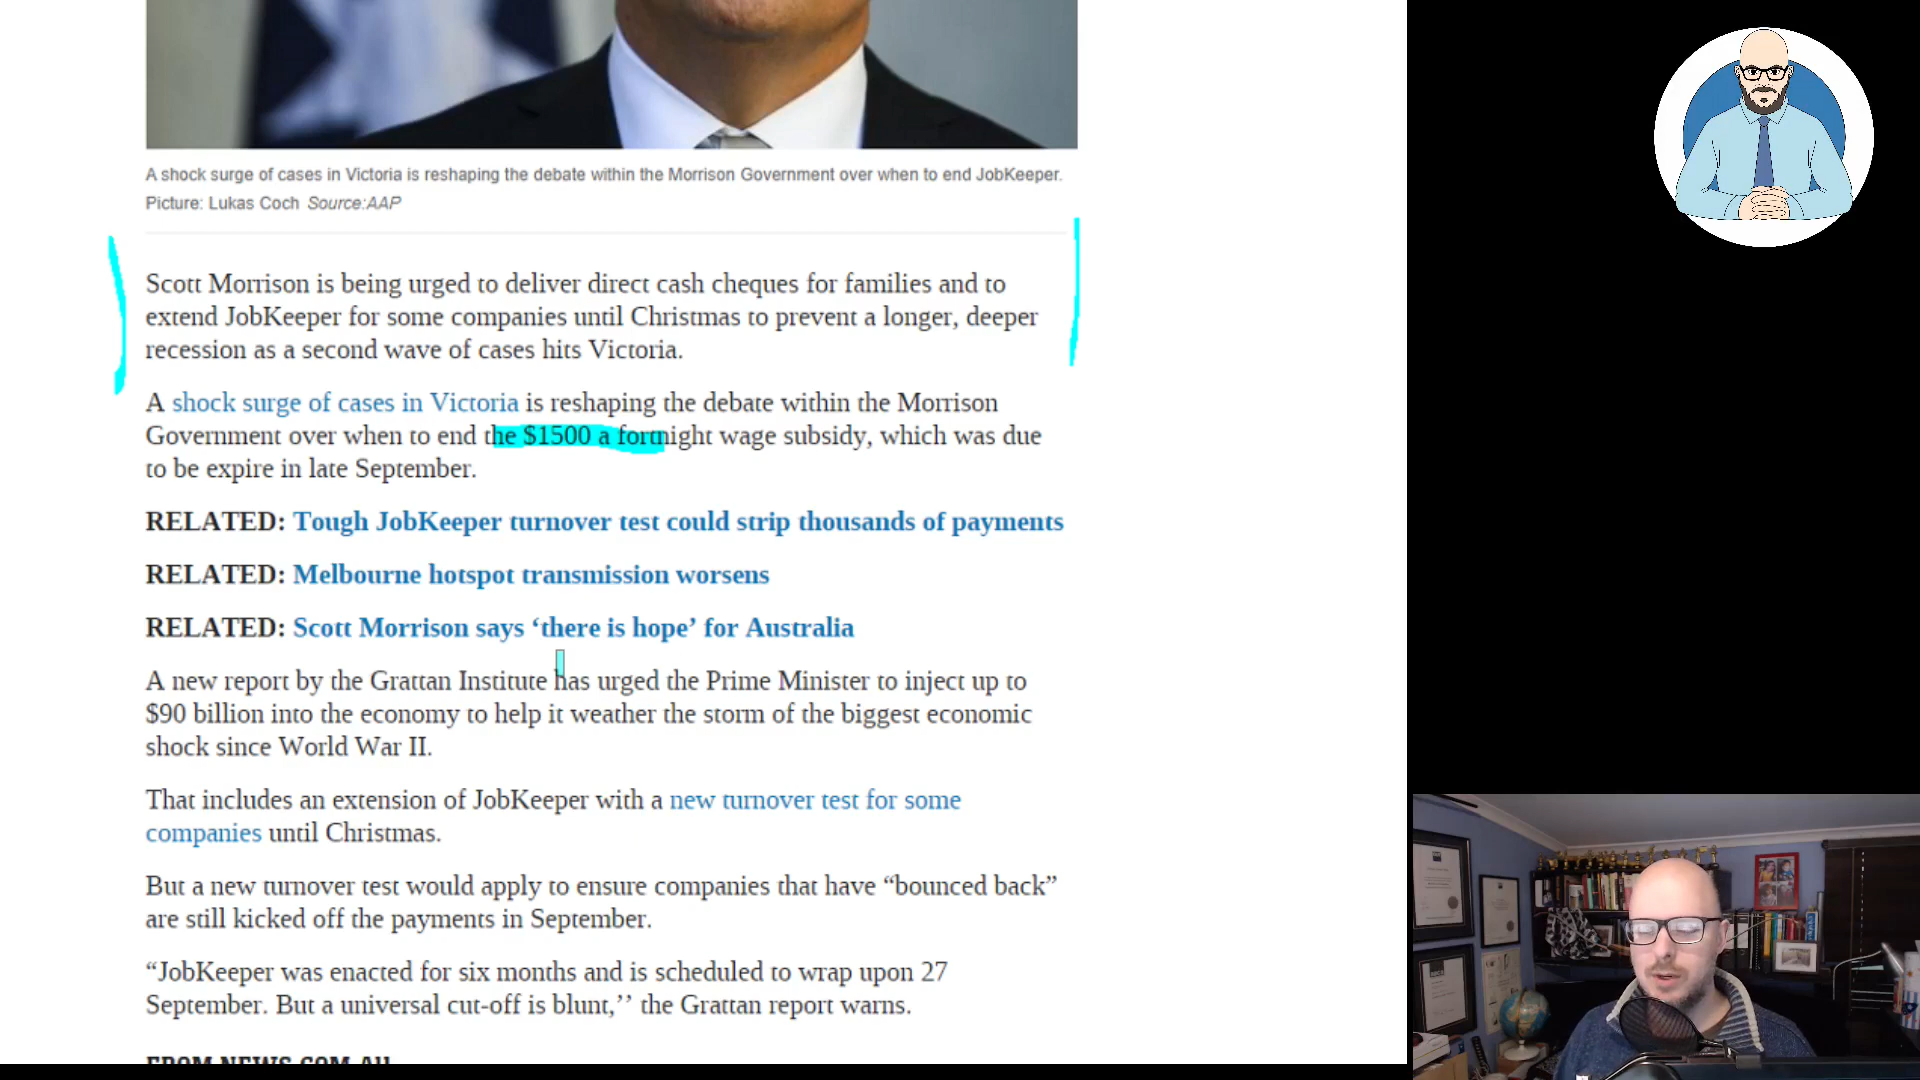 A shock surge of cases in Victoria is reshaping the debate within the Morrison Government over when to end JobKeeper.
Picture: Lukas Coch Source:AAP
Scott Morrison is being urged to deliver direct cash cheques for families and to
extend JobKeeper for some companies until Christmas to prevent a longer, deeper
recession as a second wave of cases hits Victoria.
A shock surge of cases in Victoria is reshaping the debate within the Morrison
Government over when to end the $1500 a fortnight wage subsidy, which was due
to be expire in late September.
RELATED: Tough JobKeeper turnover test could strip thousands of payments
RELATED: Melbourne hotspot transmission worsens
RELATED: Scott Morrison says ‘there is hope’ for Australia
A new report by the Grattan Institute has urged the Prime Minister to inject up to
$90 billion into the economy to help it weather the storm of the biggest economic
shock since World War II.
That includes an extension of JobKeeper with a new turnover test for some
companies until Christmas.
But a new turnover test would apply to ensure companies that have “bounced back”
are still kicked off the payments in September.
“JobKeeper was enacted for six months and is scheduled to wrap upon 27
September. But a universal cut-off is blunt,’’ the Grattan report warns.
FROM NEWS.COM.AU